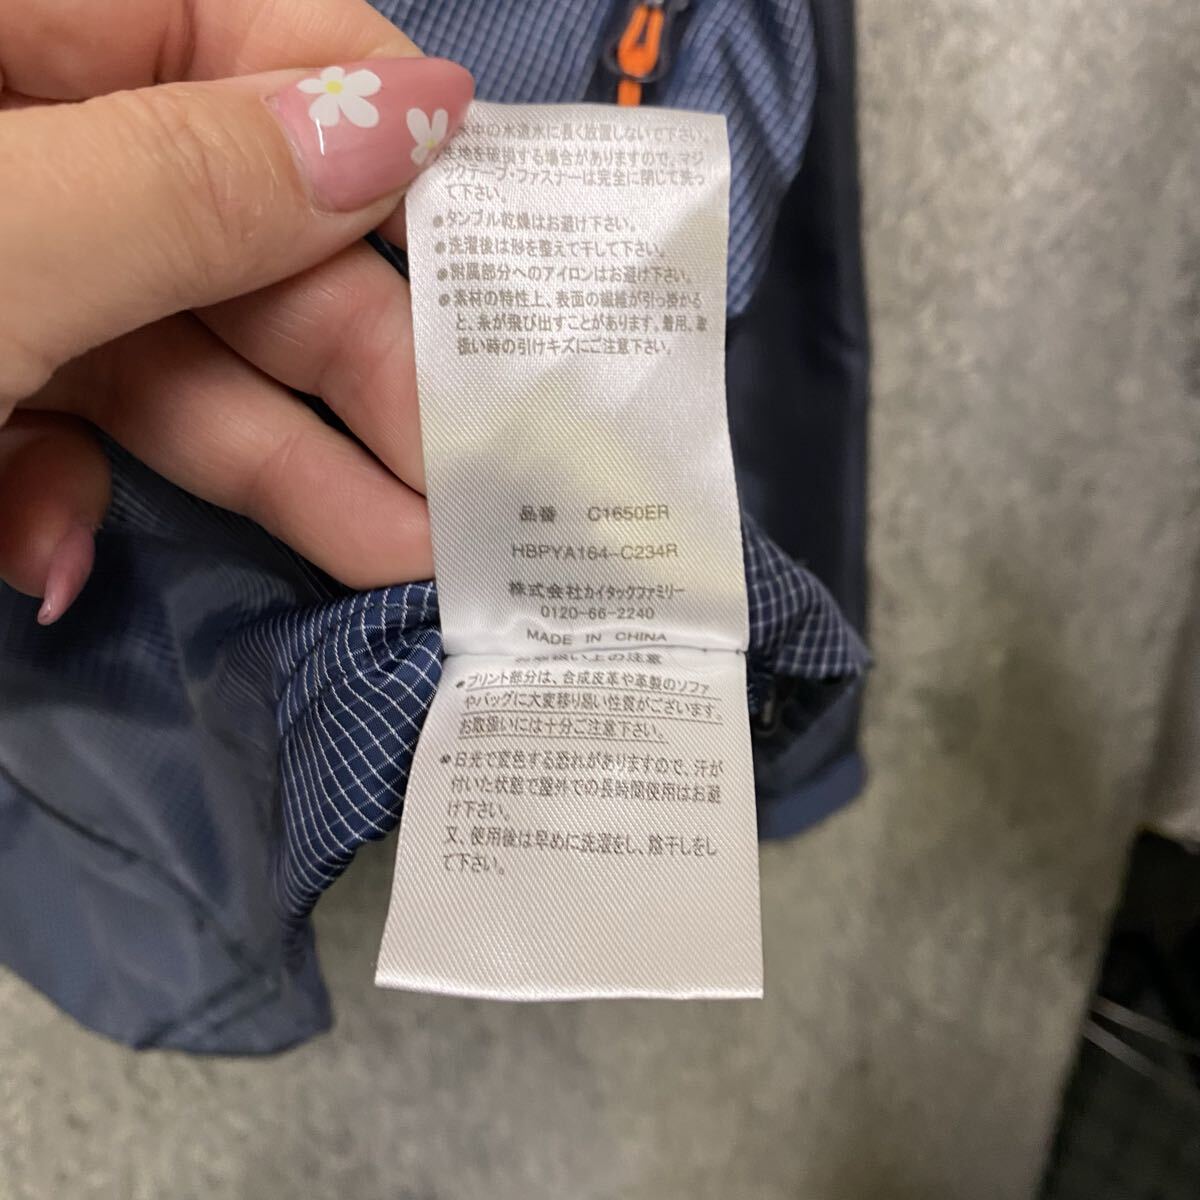 中の水道水に長く放置しないで下さい。
生地を破損する場合がありますので、マジ
ックテープ・ファスナーは完全に閉じて洗っ
て下さい。
●タンブル乾燥はお避け下さい。
●洗濯後は形を整えて干して下さい。
●附属部分へのアイロンはお避け下さい。
●素材の特性上、表面の繊維が引っ掛かる
と、糸が飛び出すことがあります。着用、取
扱い時の引けキズにご注意下さい。
品番 C1650ER
HBPYA164-C234R
株式会社カイタックファミリー
0120-66-2240
MADE IN CHINA
お取扱い上の注意
●プリント部分は、合成皮革や革製のソファ
やバッグに大変移り易い性質がございます。
お取扱いには十分ご注意下さい。
●日光で変色する恐れがありますので、汗が
付いた状態で屋外での長時間使用はお避
け下さい。
又、使用後は早めに洗濯をし、陰干しをし
て下さい。